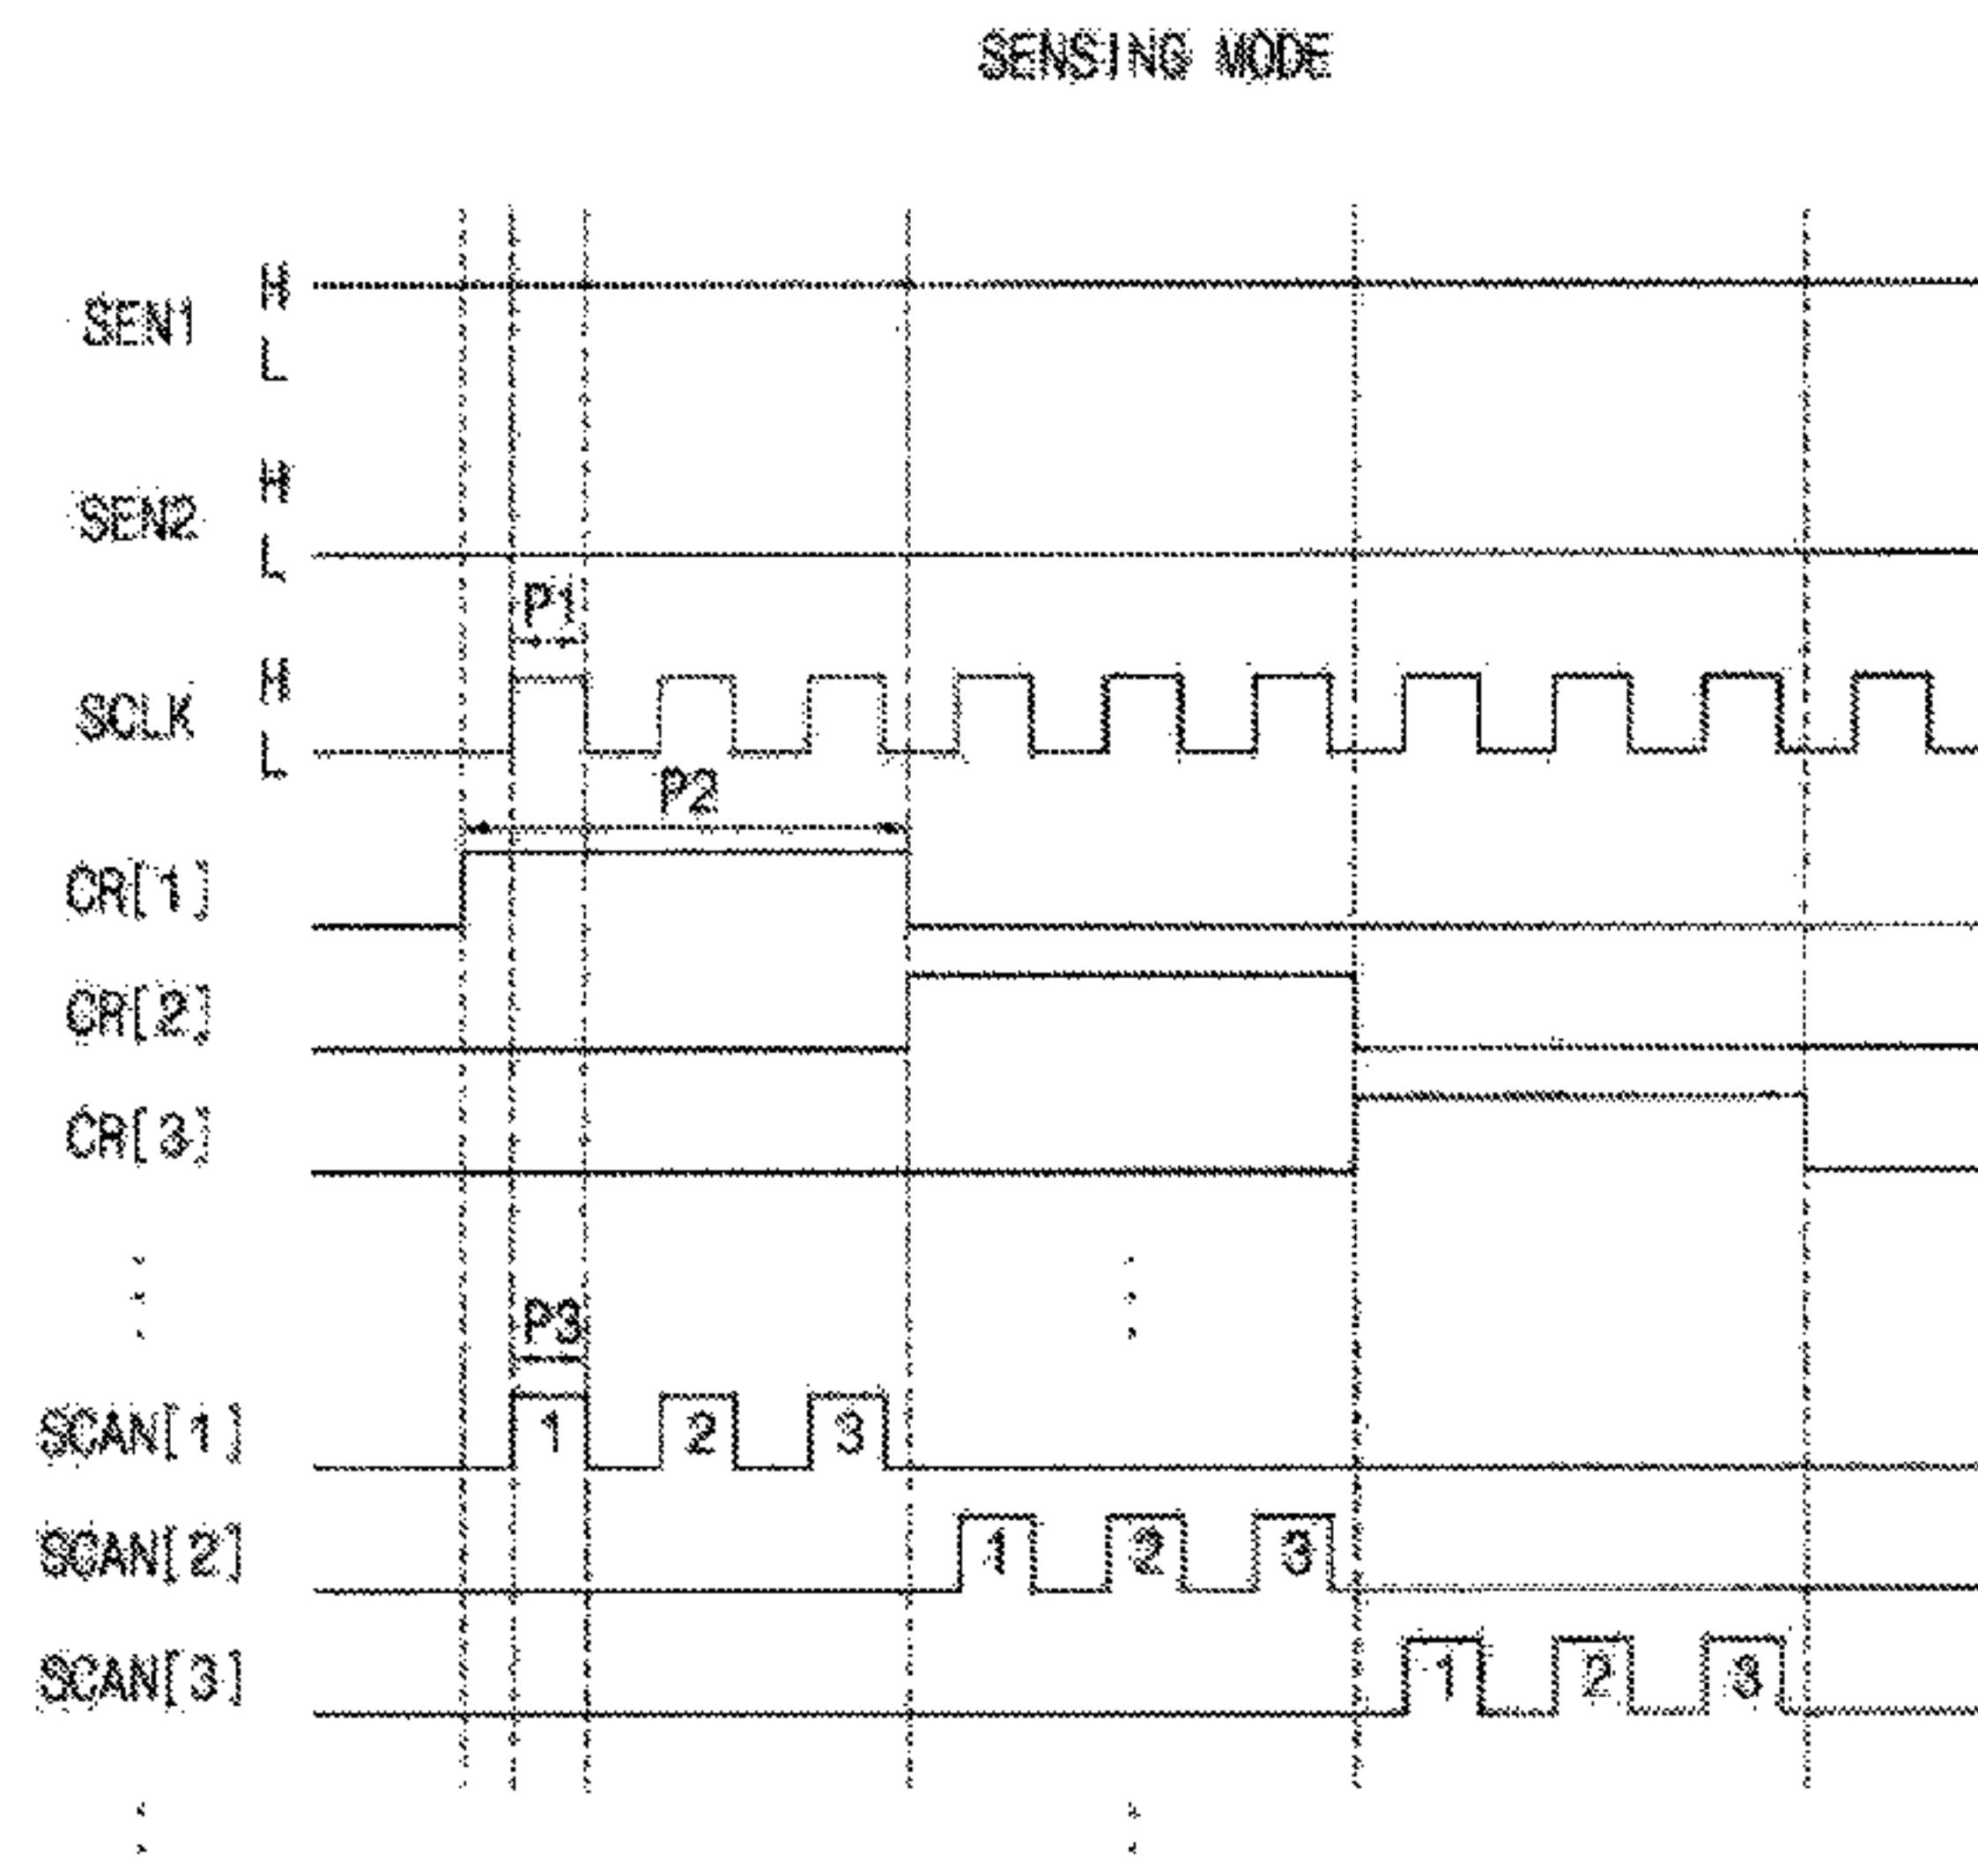 SENSING MODE
SEN1 H
L
SEN2 H
L
P1
SCLK H
L
P2
CR[1]
CR[2]
CR[3]
P3
SCAN[1] 1 2 3
SCAN[2] 1 2 3
SCAN[3] 1 2 3